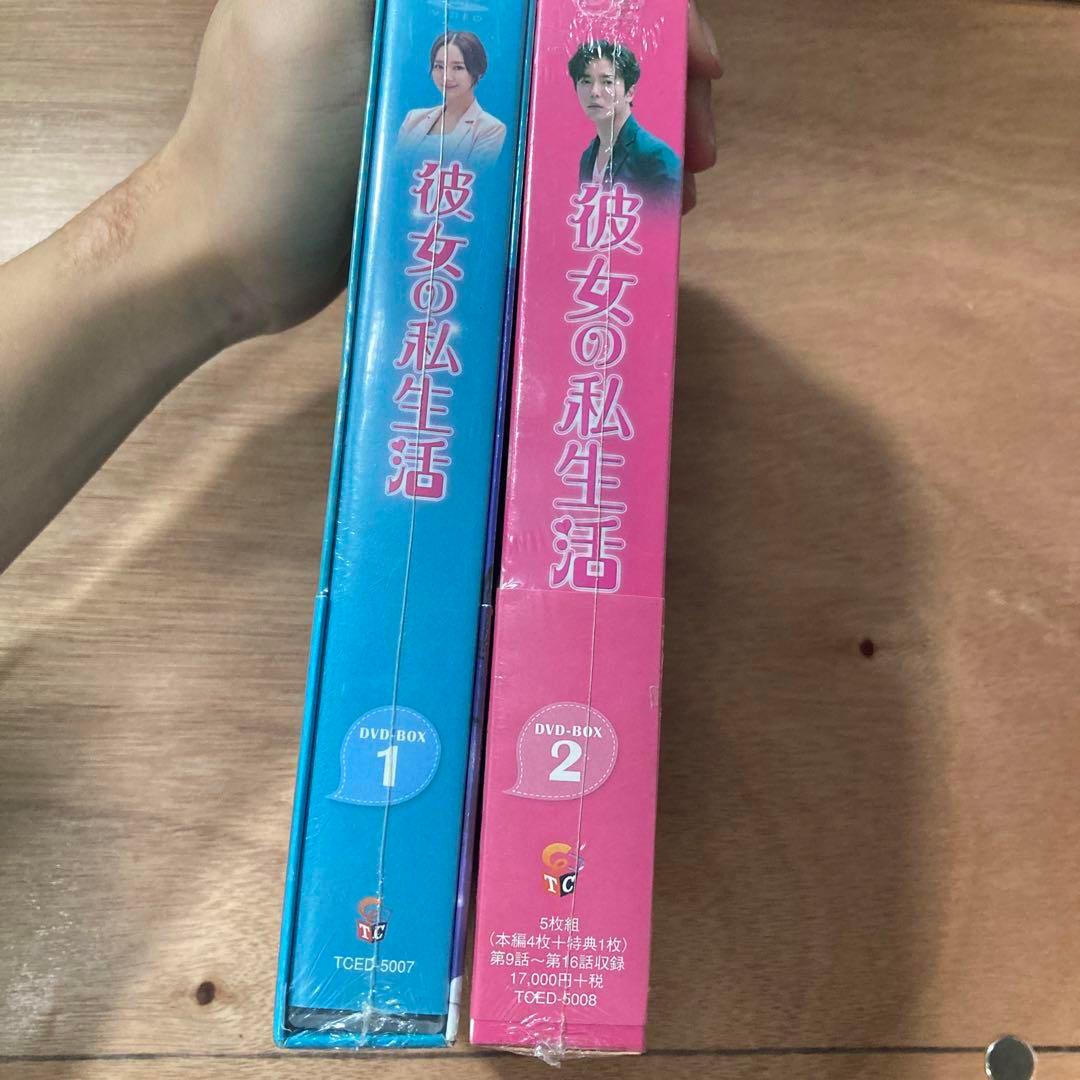 彼女の私生活
DVD-BOX
1
TC
TCED-5007
彼女の私生活
DVD-BOX
2
TC
5枚組
(本編4枚+特典1枚)
第9話~第16話収録
17,000円+税
TCED-5008